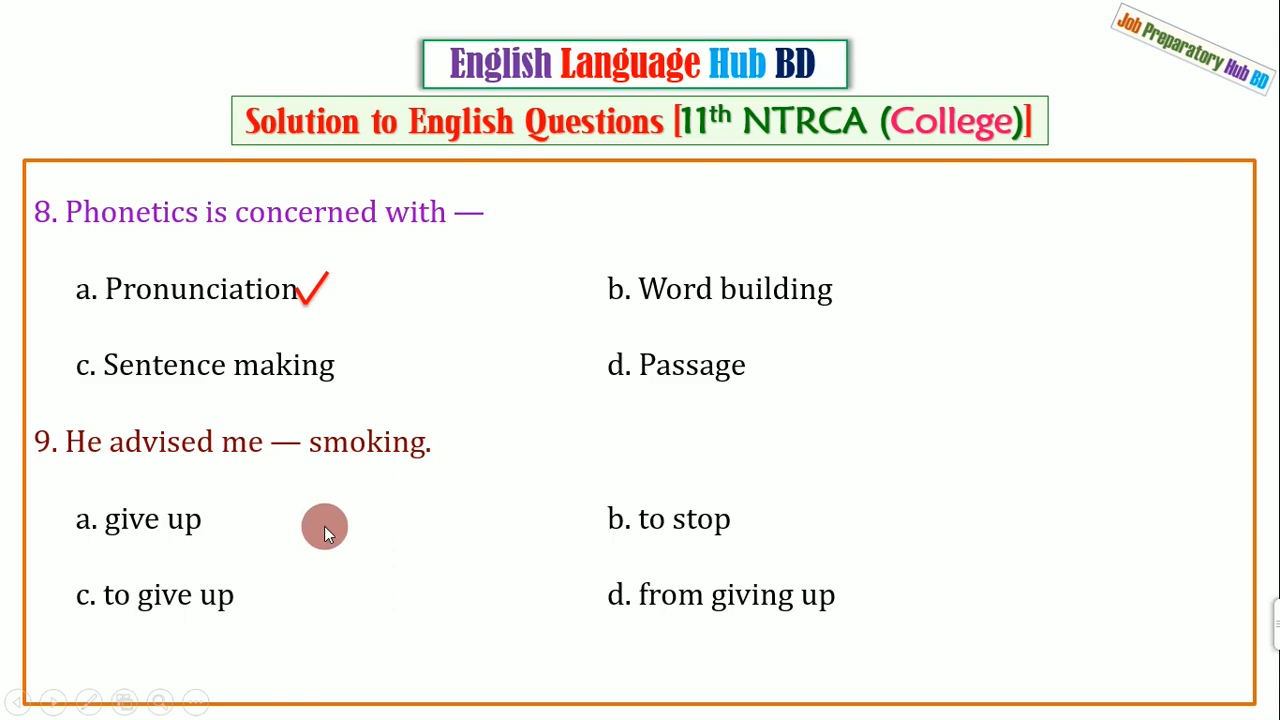 Job Preparatory Hub BD
English Language Hub BD
Solution to English Questions [11th NTRCA (College)]
8. Phonetics is concerned with —
a. Pronunciation
b. Word building
c. Sentence making
d. Passage
9. He advised me — smoking.
a. give up
b. to stop
c. to give up
d. from giving up